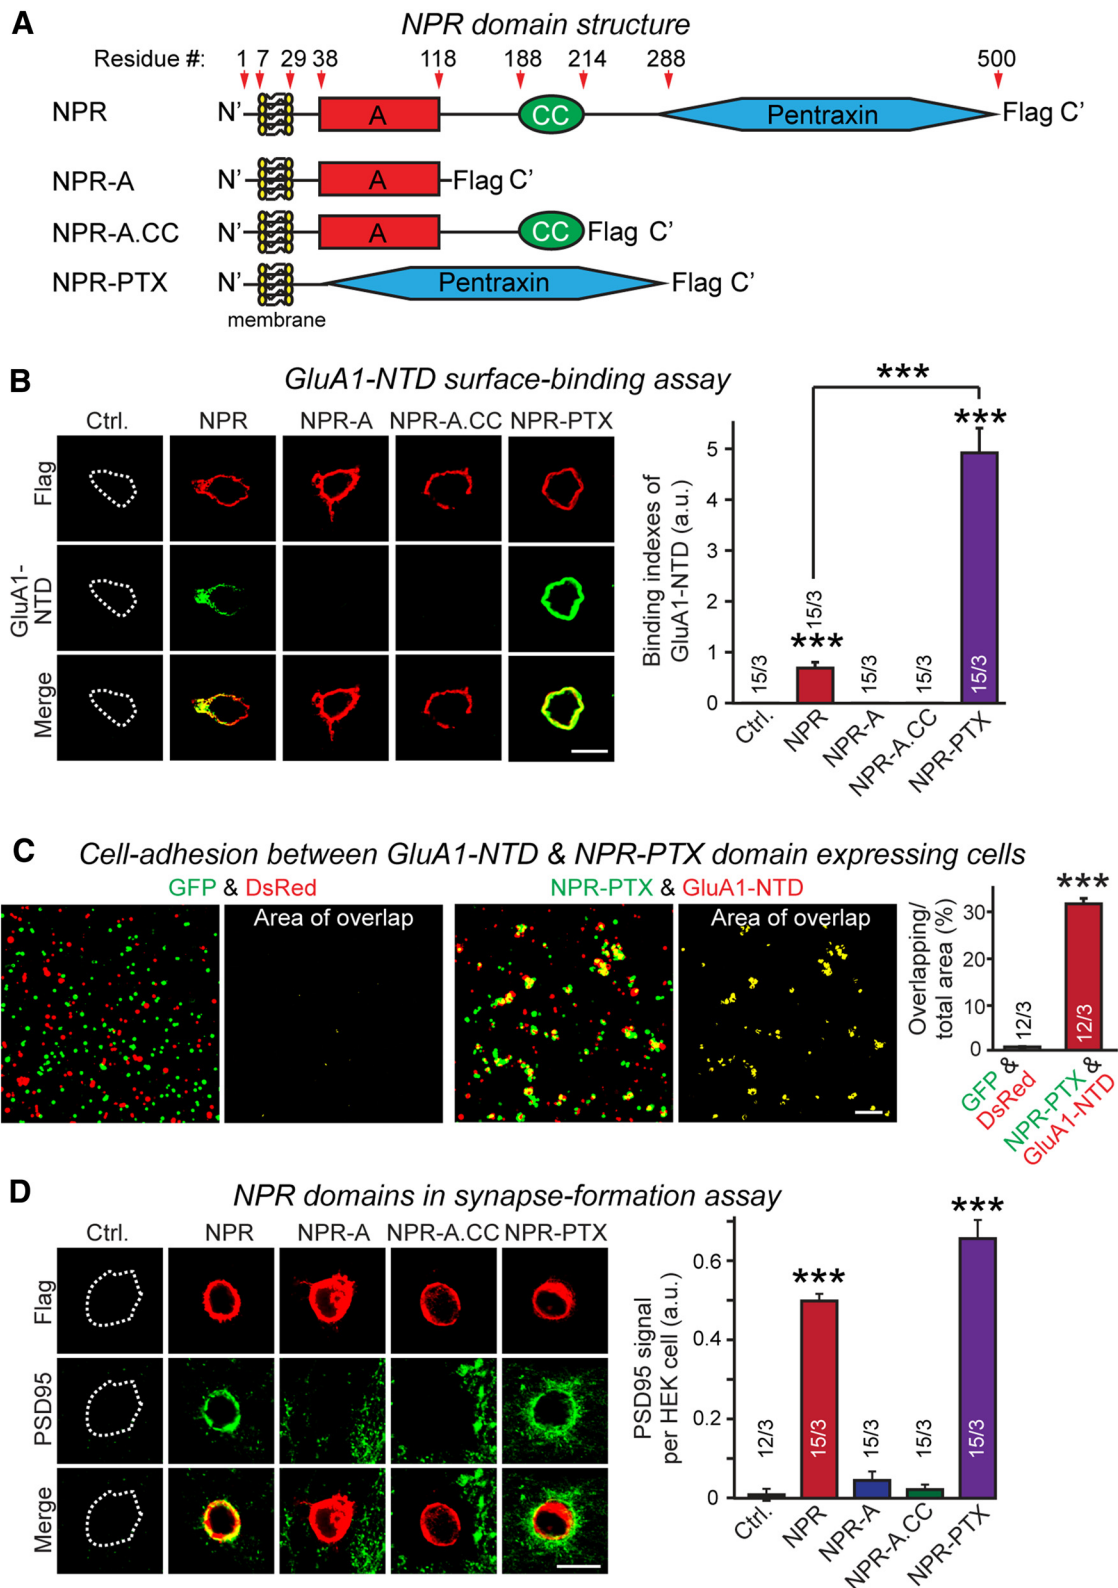 A
NPR domain structure
Residue #: 1 7 29 38 118 188 214 288 500
NPR N' A CC Pentraxin Flag C'
NPR-A N' A Flag C'
NPR-A.CC N' A CC Flag C'
NPR-PTX N' Pentraxin Flag C'
membrane
B
GluA1-NTD surface-binding assay
Ctrl. NPR NPR-A NPR-A.CC NPR-PTX
Flag
GluA1-
NTD
Merge
Binding indexes of
GluA1-NTD (a.u.)
5
4
3
2
1
0
***
***
***
15/3
15/3
15/3
15/3
15/3
Ctrl.
NPR
NPR-A
NPR-A.CC
NPR-PTX
C
Cell-adhesion between GluA1-NTD & NPR-PTX domain expressing cells
GFP & DsRed
Area of overlap
NPR-PTX & GluA1-NTD
Area of overlap
Overlapping/
total area (%)
30
20
10
0
***
12/3
12/3
GFP &
DsRed
NPR-PTX &
GluA1-NTD
D
NPR domains in synapse-formation assay
Ctrl. NPR NPR-A NPR-A.CC NPR-PTX
Flag
PSD95
Merge
PSD95 signal
per HEK cell (a.u.)
0.6
0.4
0.2
0
***
***
12/3
15/3
15/3
15/3
15/3
Ctrl.
NPR
NPR-A
NPR-A.CC
NPR-PTX